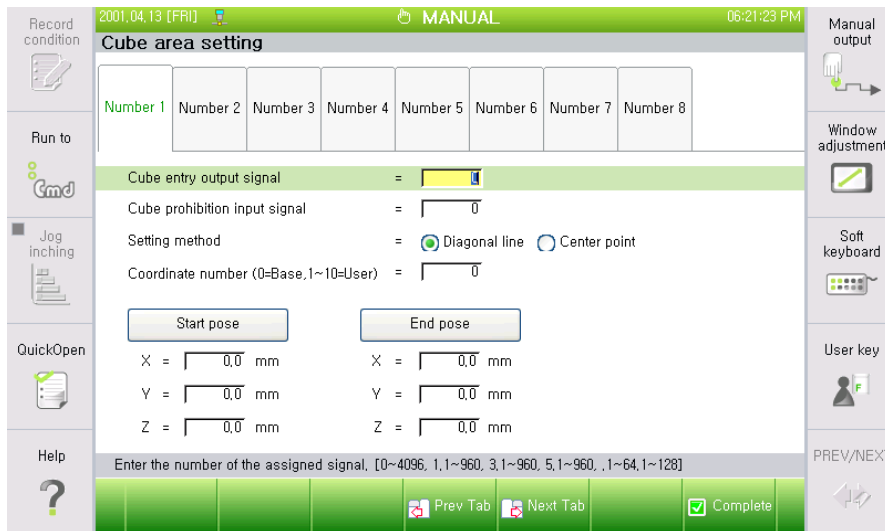 2001.04.13 [FRI] MANUAL 06:21:23 PM
Cube area setting
Record
condition
Run to
Cmd
Jog
inching
QuickOpen
Help
Number 1 Number 2 Number 3 Number 4 Number 5 Number 6 Number 7 Number 8
Cube entry output signal = 0
Cube prohibition input signal = 0
Setting method = Diagonal line Center point
Coordinate number (0=Base,1~10=User) = 0
Start pose End pose
X = 0.0 mm X = 0.0 mm
Y = 0.0 mm Y = 0.0 mm
Z = 0.0 mm Z = 0.0 mm
Enter the number of the assigned signal. [0~4096, 1.1~960, 3.1~960, 5.1~960, .1~64.1~128]
Prev Tab Next Tab Complete
Manual
output
Window
adjustment
Soft
keyboard
User key
F
PREV/NEXT